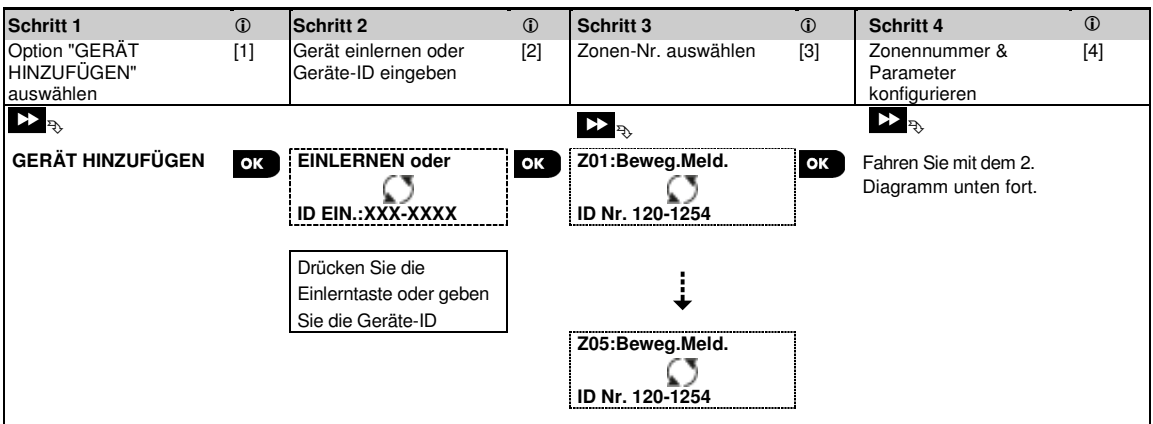 Schritt 1 ⓘ Schritt 2 ⓘ Schritt 3 ⓘ Schritt 4 ⓘ
Option "GERÄT HINZUFÜGEN" auswählen
[1]
Gerät einlernen oder Geräte-ID eingeben
[2]
Zonen-Nr. auswählen
[3]
Zonennummer & Parameter konfigurieren
[4]
GERÄT HINZUFÜGEN
OK
EINLERNEN oder
ID EIN.:XXX-XXXX
OK
Z01:Beweg.Meld.
ID Nr. 120-1254
OK
Fahren Sie mit dem 2.
Diagramm unten fort.
Drücken Sie die
Einlerntaste oder geben
Sie die Geräte-ID
Z05:Beweg.Meld.
ID Nr. 120-1254